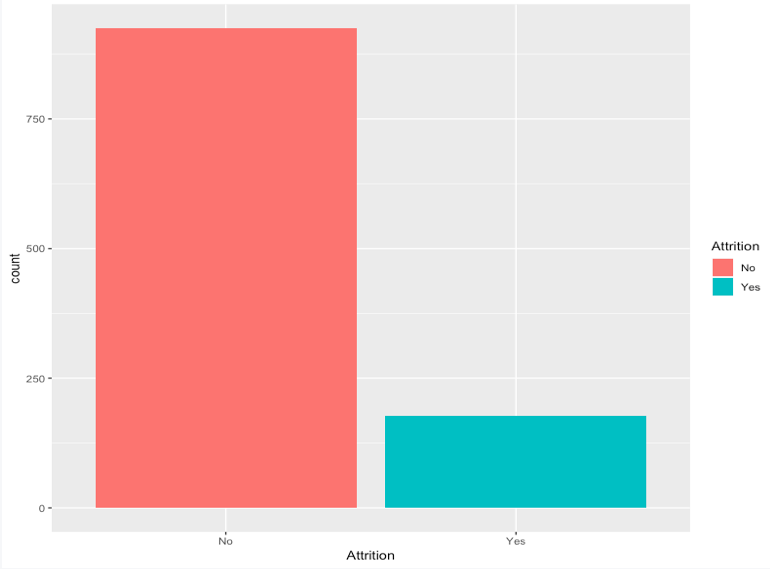 750
500
250
0
count
No
Yes
Attrition
Attrition
No
Yes